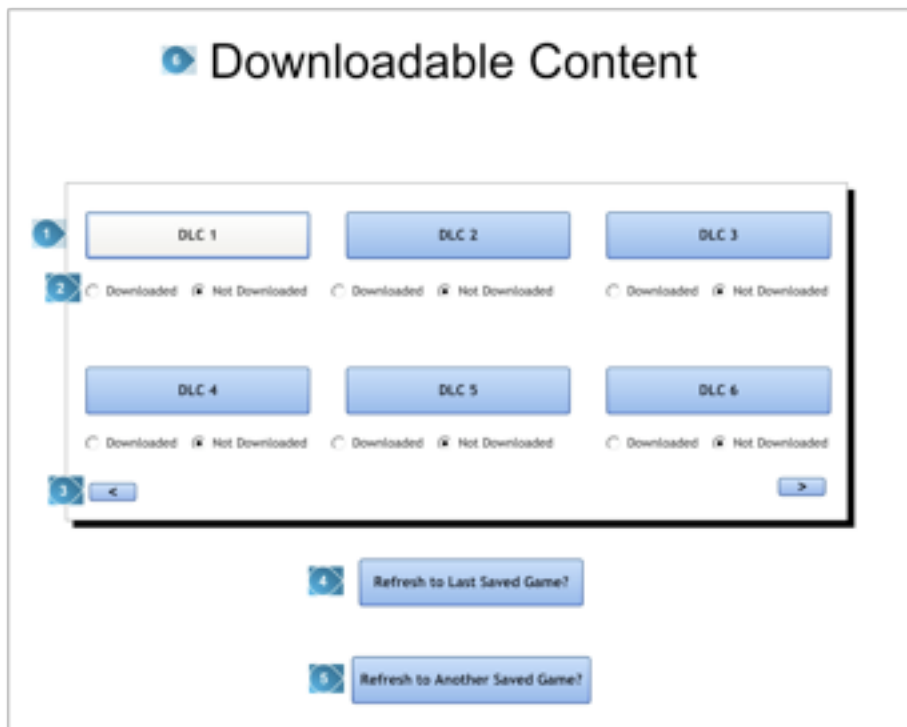 6 Downloadable Content
1 DLC 1 DLC 2 DLC 3
2 Downloaded Not Downloaded Downloaded Not Downloaded Downloaded Not Downloaded
DLC 4 DLC 5 DLC 6
Downloaded Not Downloaded Downloaded Not Downloaded Downloaded Not Downloaded
3 < >
4 Refresh to Last Saved Game?
5 Refresh to Another Saved Game?